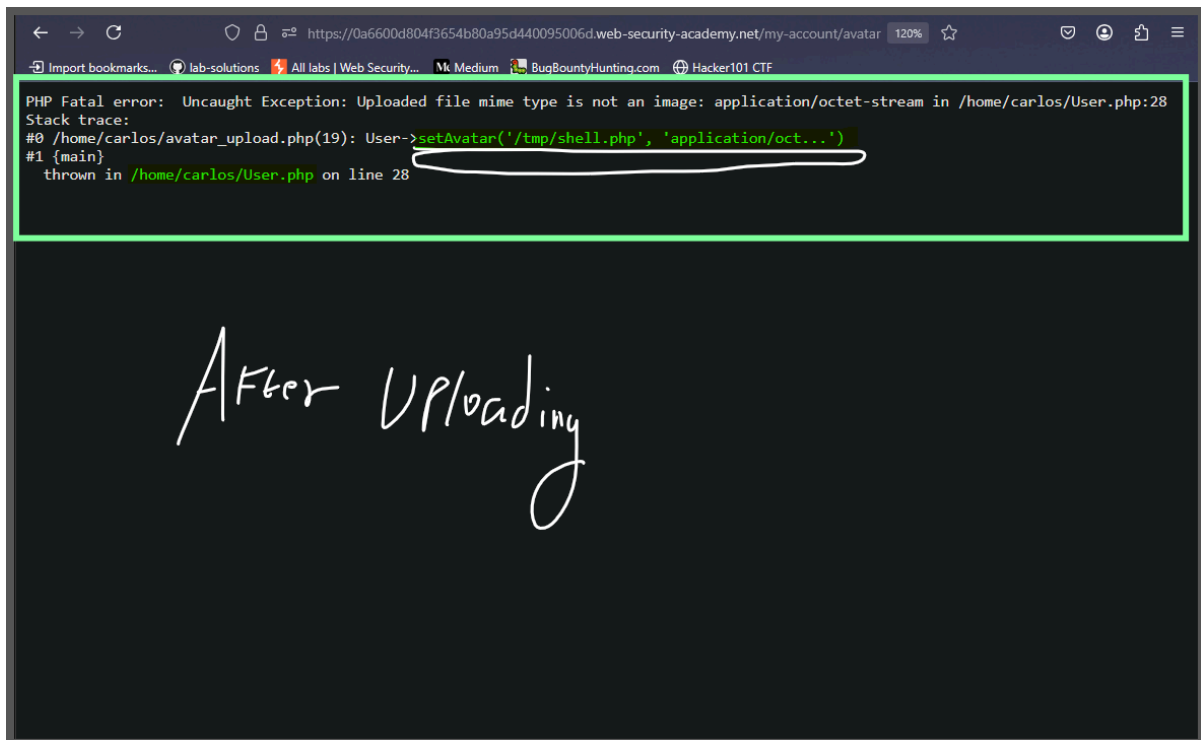 https://0a6600d804f3654b80a95d440095006d.web-security-academy.net/my-account/avatar 120%
Import bookmarks... lab-solutions All labs | Web Security... Medium BugBountyHunting.com Hacker101 CTF
PHP Fatal error:  Uncaught Exception: Uploaded file mime type is not an image: application/octet-stream in /home/carlos/User.php:28
Stack trace:
#0 /home/carlos/avatar_upload.php(19): User->setAvatar('/tmp/shell.php', 'application/oct...')
#1 {main}
  thrown in /home/carlos/User.php on line 28
AFter UPloading